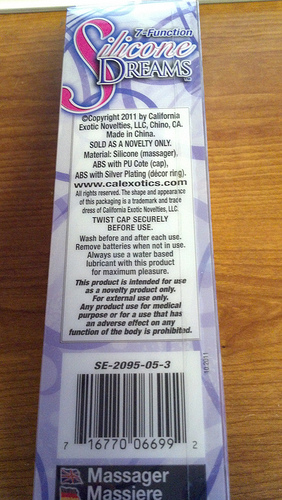 7-Function
Silicone
DREAMS™
©Copyright 2011 by California
Exotic Novelties, LLC, Chino, CA.
Made in China.
SOLD AS A NOVELTY ONLY.
Material: Silicone (massager).
ABS with PU Cote (cap),
ABS with Silver Plating (décor ring).
www.calexotics.com
All rights reserved. The shape and appearance
of this packaging is a trademark and trace
dress of California Exotic Novelties, LLC.
TWIST CAP SECURELY
BEFORE USE.
Wash before and after each use.
Remove batteries when not in use.
Always use a water based
lubricant with this product
for maximum pleasure.
This product is intended for use
as a novelty product only.
For external use only.
Any product use for medical
purpose or for a use that has
an adverse effect on any
function of the body is prohibited.
SE-2095-05-3
7 16770 06699 2
Massager
Massiere